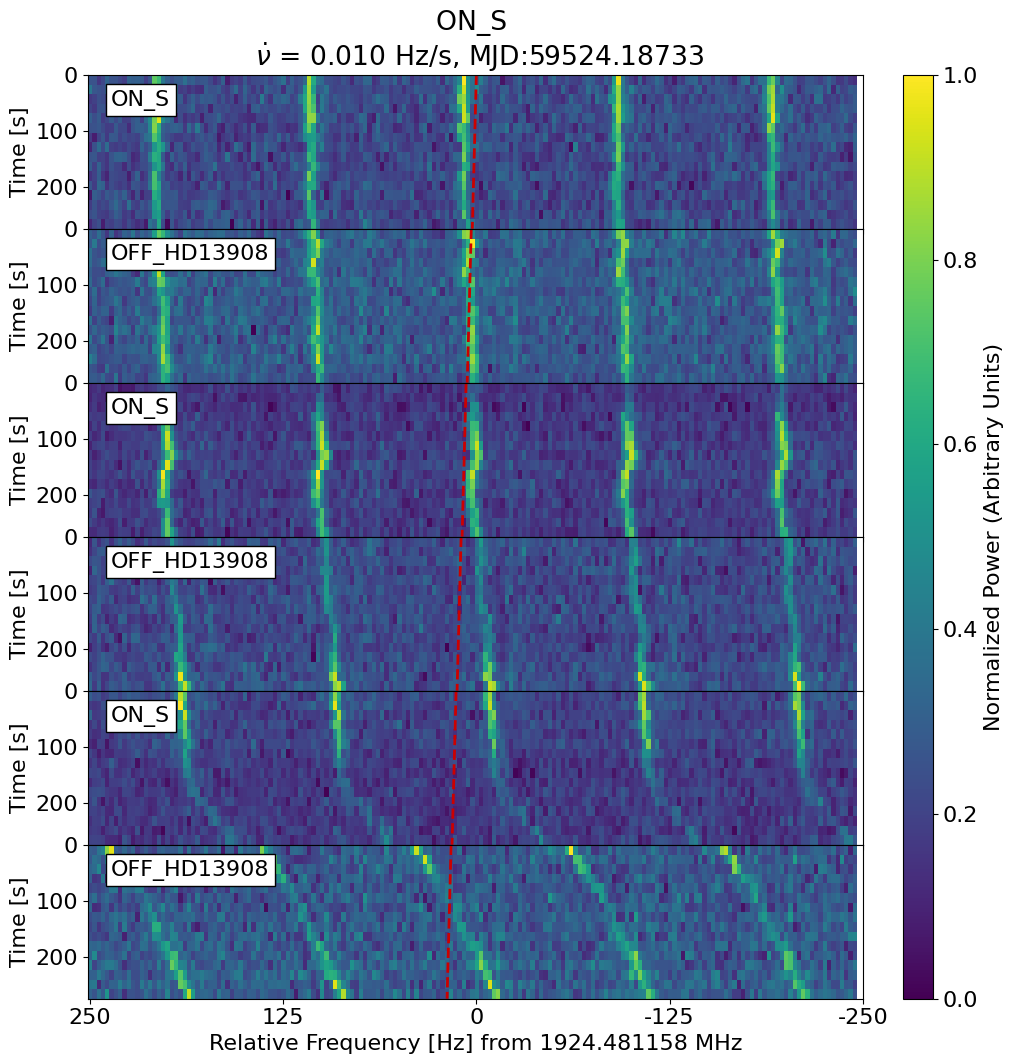 ON_S
ν̇ = 0.010 Hz/s, MJD:59524.18733
0
ON_S
100
200
Time [s]
0
OFF_HD13908
100
200
Time [s]
0
ON_S
100
200
Time [s]
0
OFF_HD13908
100
200
Time [s]
0
ON_S
100
200
Time [s]
0
OFF_HD13908
100
200
Time [s]
250 125 0 -125 -250
Relative Frequency [Hz] from 1924.481158 MHz
1.0
0.8
0.6
0.4
0.2
0.0
Normalized Power (Arbitrary Units)